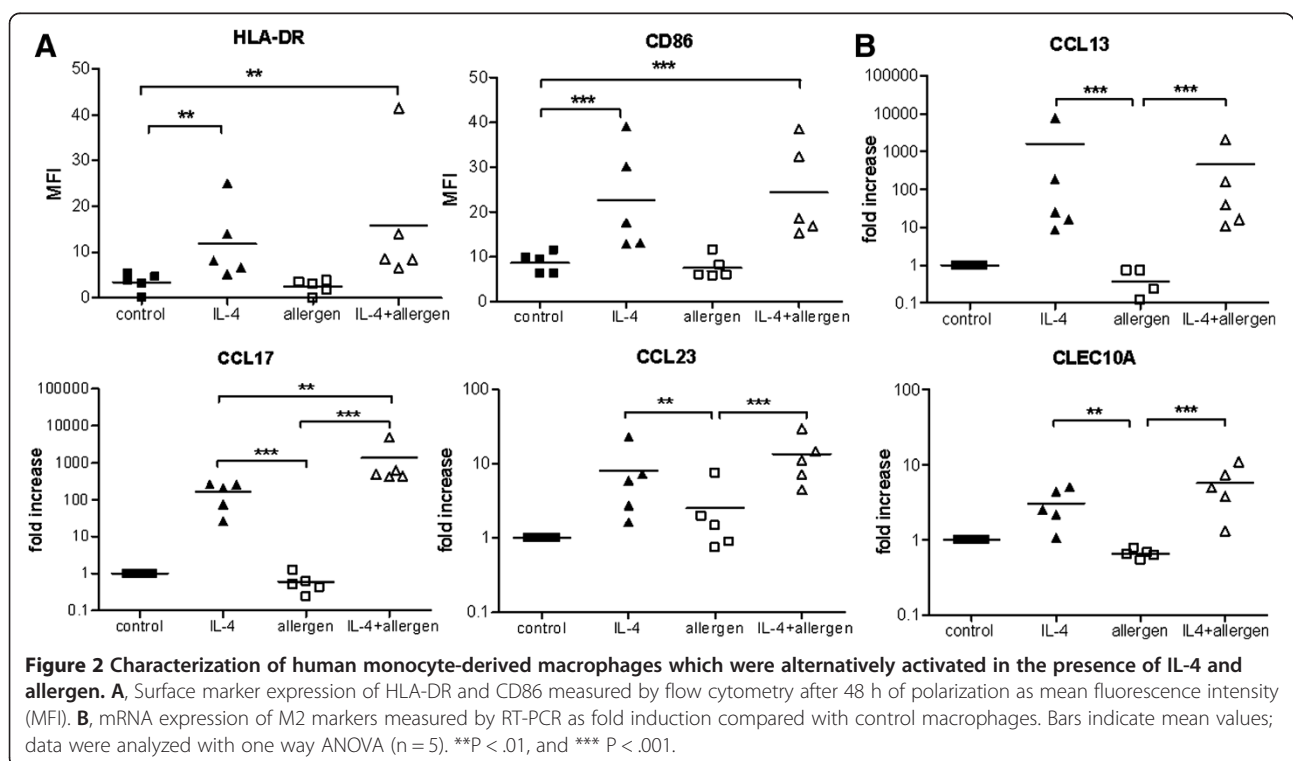 A
HLA-DR
**
**
MFI
50
40
30
20
10
0
control IL-4 allergen IL-4+allergen
CD86
***
***
MFI
50
40
30
20
10
0
control IL-4 allergen IL-4+allergen
B
CCL13
*** ***
fold increase
100000
10000
1000
100
10
1
0.1
control IL-4 allergen IL-4+allergen
CCL17
**
***
***
fold increase
100000
10000
1000
100
10
1
0.1
control IL-4 allergen IL-4+allergen
CCL23
** ***
fold increase
100
10
1
0.1
control IL-4 allergen IL-4+allergen
CLEC10A
** ***
fold increase
100
10
1
0.1
control IL-4 allergen IL4+allergen
Figure 2 Characterization of human monocyte-derived macrophages which were alternatively activated in the presence of IL-4 and
allergen. A, Surface marker expression of HLA-DR and CD86 measured by flow cytometry after 48 h of polarization as mean fluorescence intensity
(MFI). B, mRNA expression of M2 markers measured by RT-PCR as fold induction compared with control macrophages. Bars indicate mean values;
data were analyzed with one way ANOVA (n = 5). **P < .01, and *** P < .001.